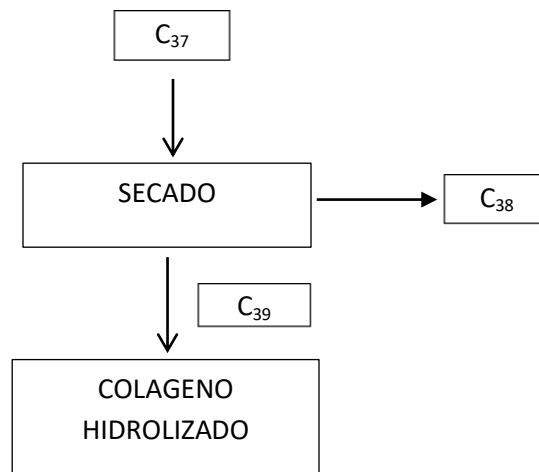 C₃₇
SECADO
C₃₈
C₃₉
COLAGENO
HIDROLIZADO